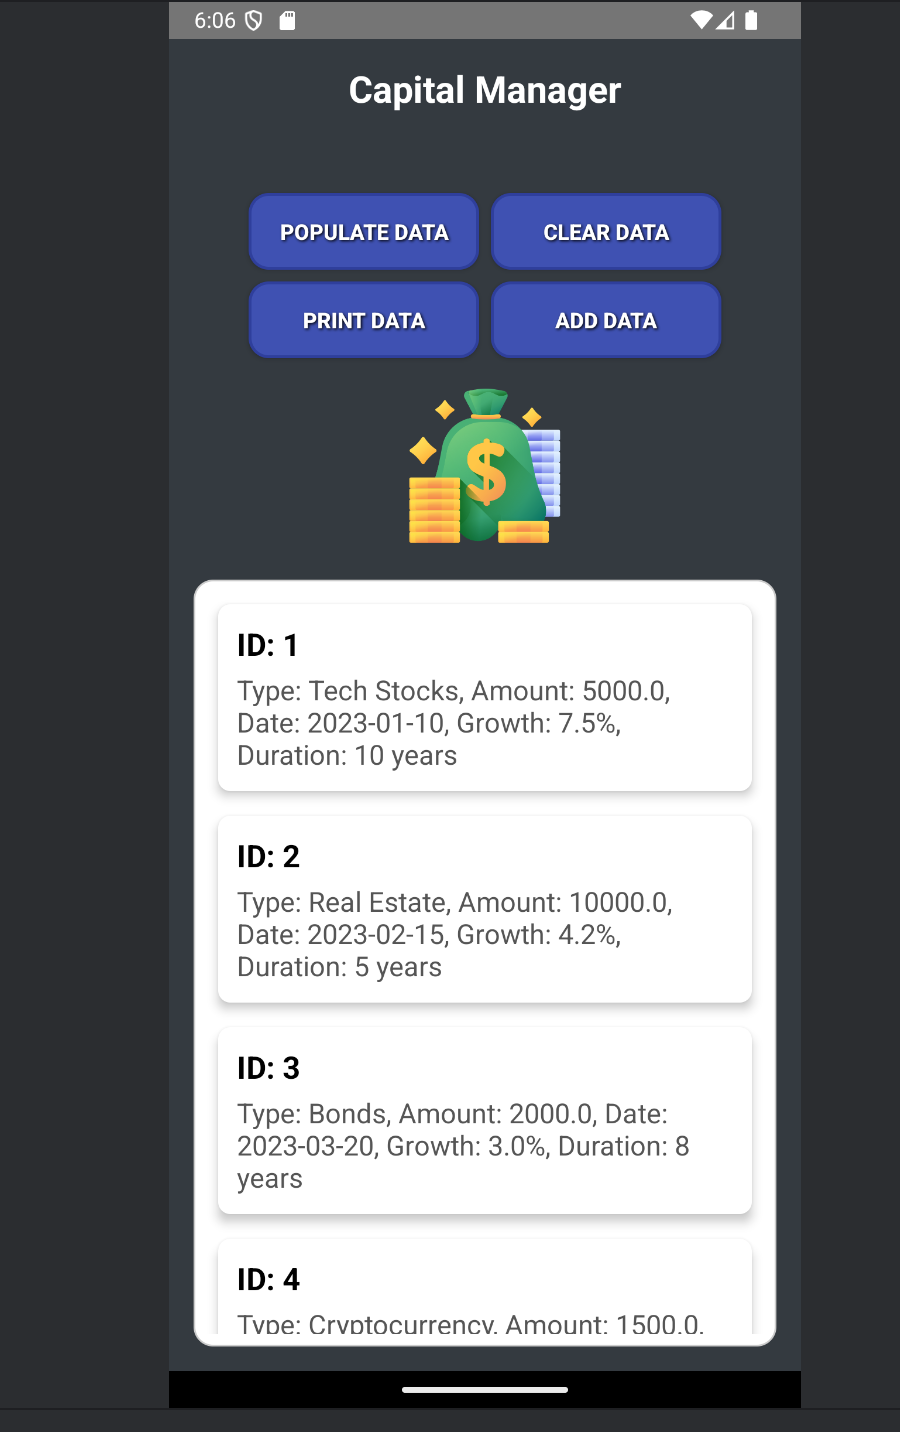 6:06
Capital Manager
POPULATE DATA
CLEAR DATA
PRINT DATA
ADD DATA
$
ID: 1
Type: Tech Stocks, Amount: 5000.0,
Date: 2023-01-10, Growth: 7.5%,
Duration: 10 years
ID: 2
Type: Real Estate, Amount: 10000.0,
Date: 2023-02-15, Growth: 4.2%,
Duration: 5 years
ID: 3
Type: Bonds, Amount: 2000.0, Date:
2023-03-20, Growth: 3.0%, Duration: 8
years
ID: 4
Type: Cryptocurrency, Amount: 1500.0,